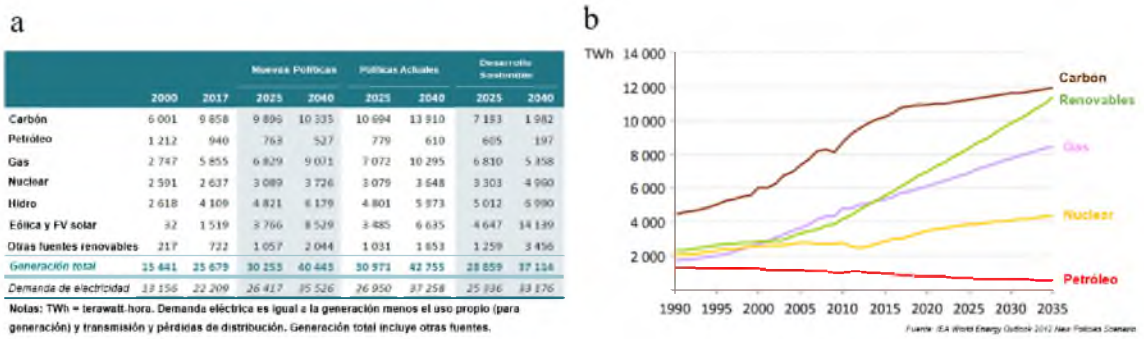 a
Nuevas Políticas Políticas Actuales Desarrollo
Sostenible
2000 2017 2025 2040 2025 2040 2025 2040
Carbón 6 001 9 858 9 896 10 335 10 694 13 910 7 193 1 982
Petróleo 1 212 940 763 527 779 610 605 197
Gas 2 747 5 855 6 829 9 071 7 072 10 295 6 810 5 358
Nuclear 2 591 2 637 3 089 3 726 3 079 3 648 3 303 4 960
Hidro 2 618 4 109 4 821 6 179 4 801 5 973 5 012 6 990
Eólica y FV solar 32 1 519 3 766 8 529 3 485 6 635 4 647 14 139
Otras fuentes renovables 217 722 1 057 2 044 1 031 1 653 1 259 3 456
Generación total 15 441 25 679 30 253 40 443 30 971 42 755 28 859 37 114
Demanda de electricidad 13 156 22 209 26 417 35 526 26 950 37 258 25 336 33 176
Notas: TWh = terawatt-hora. Demanda eléctrica es igual a la generación menos el uso propio (para
generación) y transmisión y pérdidas de distribución. Generación total incluye otras fuentes.
b
TWh 14 000
12 000
10 000
8 000
6 000
4 000
2 000
Carbón
Renovables
Gas
Nuclear
Petróleo
1990 1995 2000 2005 2010 2015 2020 2025 2030 2035
Fuente: IEA World Energy Outlook 2012 New Policies Scenario